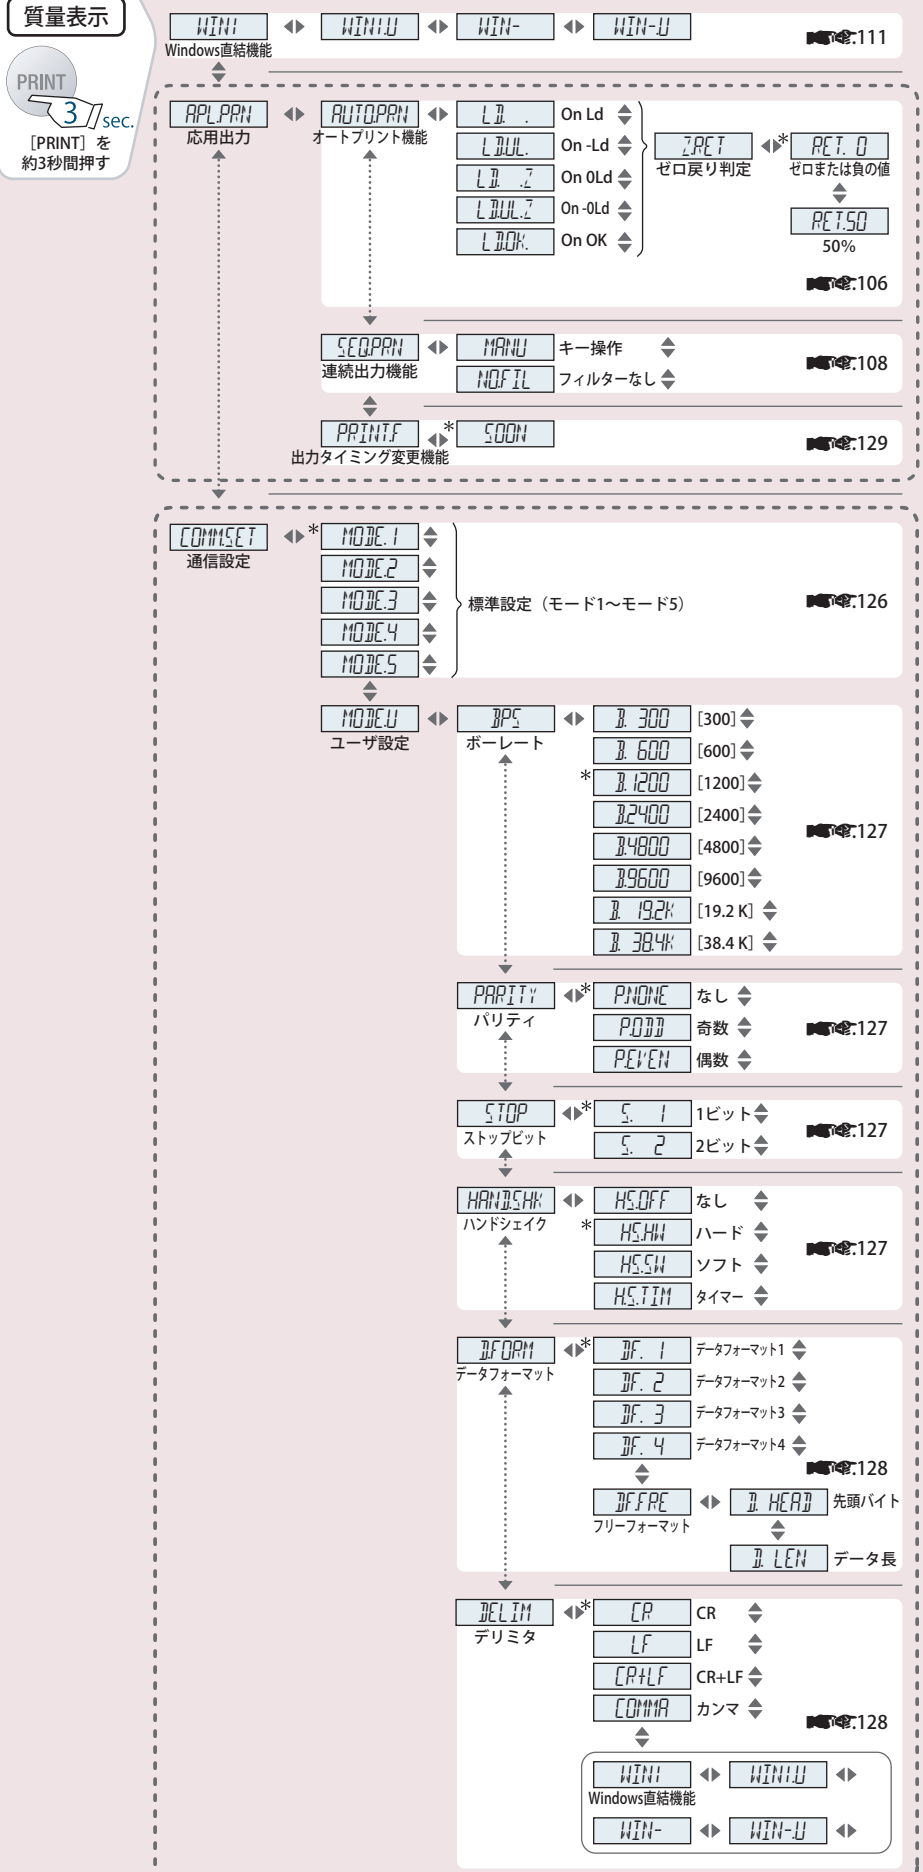 質量表示
PRINT
3 sec.
［PRINT］を
約3秒間押す
WIN1 WIN1.U WIN- WIN-.U
Windows直結機能
:111
APL.PRN AUTO.PRN LD. . On Ld
応用出力 オートプリント機能
LD.UL. On -Ld
LD. .Z On 0Ld
LD.UL.Z On -0Ld
LD.OK. On OK
Z.RET * RET. 0
ゼロ戻り判定 ゼロまたは負の値
RET.50
50%
:106
SEQ.PRN MANU キー操作
連続出力機能 NO.FIL フィルターなし
:108
PRINT.F * SOON
出力タイミング変更機能
:129
COMM.SET * MODE.1
通信設定
MODE.2
MODE.3
MODE.4
MODE.5
標準設定（モード1～モード5）
:126
MODE.U BPS B. 300 [300]
ユーザ設定 ボーレート
B. 600 [600]
* B.1200 [1200]
B.2400 [2400]
B.4800 [4800]
B.9600 [9600]
B. 19.2K [19.2 K]
B. 38.4K [38.4 K]
:127
PARITY * P.NONE なし
パリティ P.ODD 奇数
P.EVEN 偶数
:127
STOP * S. 1 1ビット
ストップビット S. 2 2ビット
:127
HAND.SHK HS.OFF なし
ハンドシェイク * HS.HW ハード
HS.SW ソフト
H.S.TIM タイマー
:127
D.FORM * DF. 1 データフォーマット1
データフォーマット DF. 2 データフォーマット2
DF. 3 データフォーマット3
DF. 4 データフォーマット4
:128
DF.FRE D. HEAD 先頭バイト
フリーフォーマット
D. LEN データ長
DELIM * CR CR
デリミタ LF LF
CR+LF CR+LF
COMMA カンマ
:128
WIN1 WIN1.U
Windows直結機能
WIN- WIN-.U